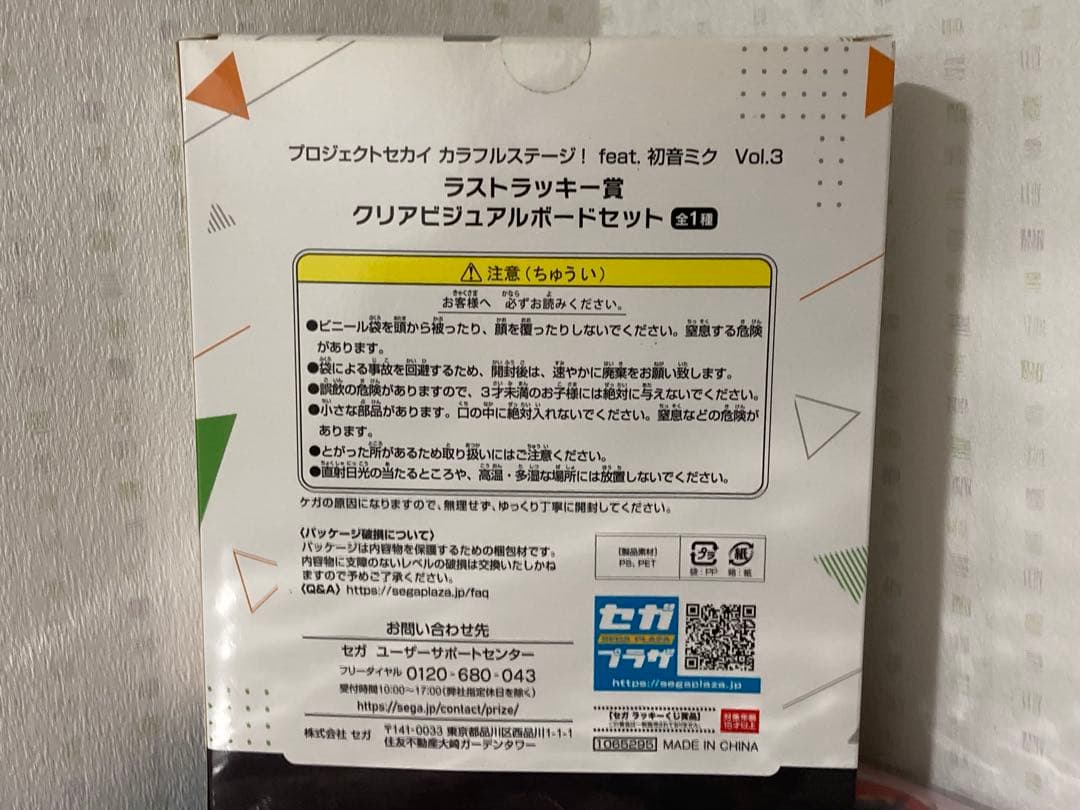 プロジェクトセカイ カラフルステージ！ feat. 初音ミク Vol.3
ラストラッキー賞
クリアビジュアルボードセット 全1種
注意(ちゅうい)
お客様へ 必ずお読みください。
●ビニール袋を頭から被ったり、顔を覆ったりしないでください。窒息する危険
があります。
●袋による事故を回避するため、開封後は、速やかに廃棄をお願い致します。
●誤飲の危険がありますので、3才未満のお子様には絶対に与えないでください。
●小さな部品があります。口の中に絶対入れないでください。窒息などの危険が
あります。
●とがった所があるため取り扱いにはご注意ください。
●直射日光の当たるところや、高温・多湿な場所には放置しないでください。
ケガの原因になりますので、無理せず、ゆっくり丁寧に開封してください。
〈パッケージ破損について〉
パッケージは内容物を保護するための梱包材です。
内容物に支障のないレベルの破損は交換いたしかね
ますので予めご了承ください。
〈Q&A〉https://segaplaza.jp/faq
【製品素材】
PS、PET
プラ
袋:PP
紙
箱:紙
お問い合わせ先
セガ ユーザーサポートセンター
フリーダイヤル 0120-680-043
受付時間10:00〜17:00(弊社指定休日を除く)
https://sega.jp/contact/prize/
株式会社 セガ 〒141-0033 東京都品川区西品川1-1-1
住友不動産大崎ガーデンタワー
セガ
SEGA PLAZA
プラザ
https://segaplaza.jp
【セガ ラッキーくじ景品】
対象年齢
15才以上
1065295 MADE IN CHINA